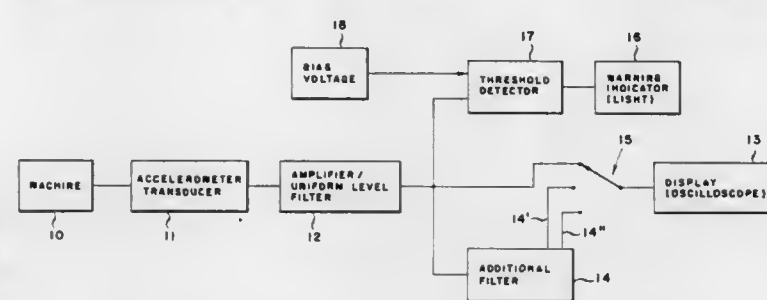 18
17
16
BIAS
VOLTAGE
THRESHOLD
DETECTOR
WARNING
INDICATOR
[LIGHT]
15
13
MACHINE
ACCELEROMETER
TRANSDUCER
AMPLIFIER/
UNIFORM LEVEL
FILTER
DISPLAY
[OSCILLOSCOPE]
10
11
12
14'
14"
ADDITIONAL
FILTER
14